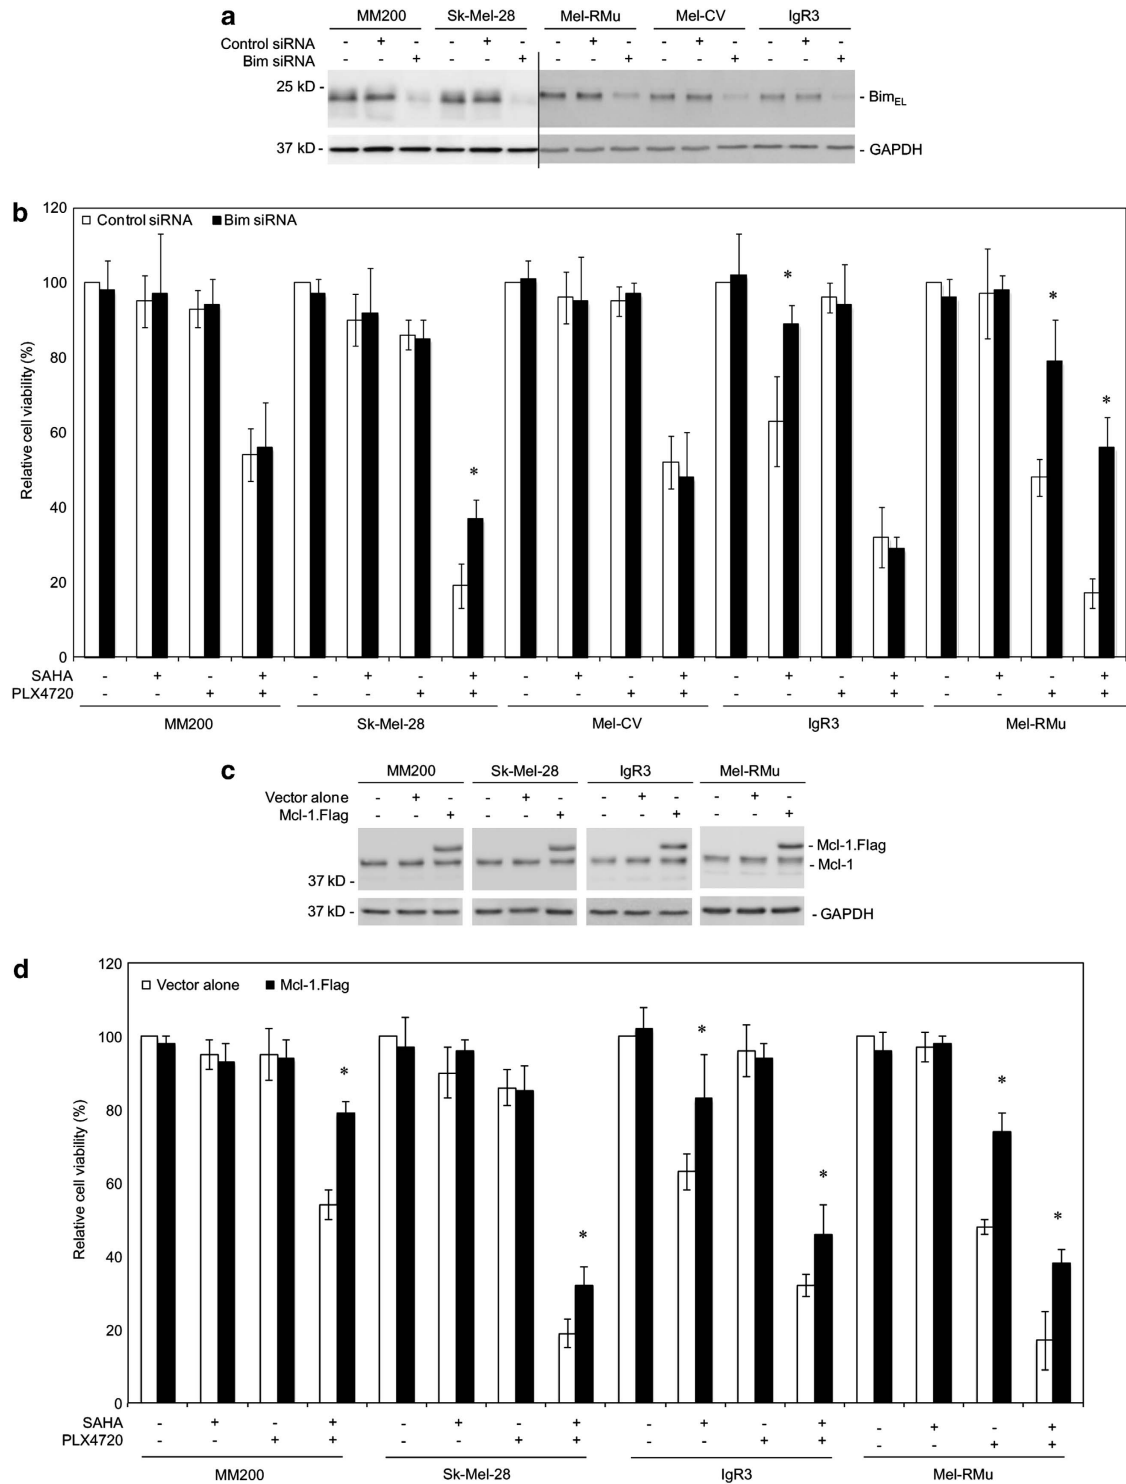 a
MM200 Sk-Mel-28 Mel-RMu Mel-CV IgR3
Control siRNA - + - - + - - + - - + - - + -
Bim siRNA - - + - - + - - + - - + - - +
25 kD -
- BimEL
37 kD -
- GAPDH
b
Control siRNA Bim siRNA
Relative cell viability (%)
120
100
80
60
40
20
0
* * * *
SAHA - + - + - + - + - + - + - + - + - + - +
PLX4720 - - + + - - + + - - + + - - + + - - + +
MM200 Sk-Mel-28 Mel-CV IgR3 Mel-RMu
c
MM200 Sk-Mel-28 IgR3 Mel-RMu
Vector alone - + - - + - - + - - + -
Mcl-1.Flag - - + - - + - - + - - +
- Mcl-1.Flag
- Mcl-1
37 kD -
37 kD -
- GAPDH
d
Vector alone Mcl-1.Flag
Relative cell viability (%)
120
100
80
60
40
20
0
* * * * * *
SAHA - + - + - + - + - + - + - + - +
PLX4720 - - + + - - + + - - + + - - + +
MM200 Sk-Mel-28 IgR3 Mel-RMu